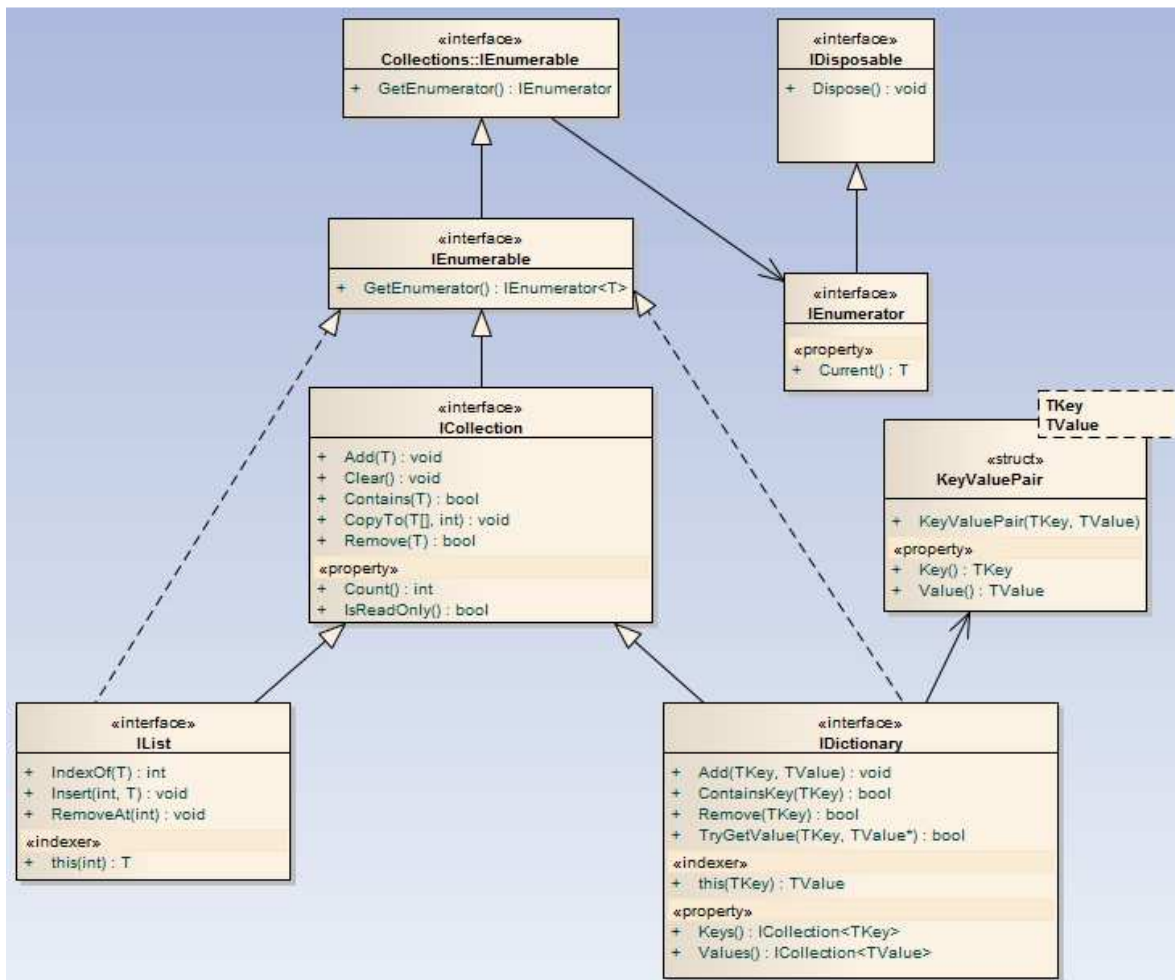 «interface»
Collections::IEnumerable
+ GetEnumerator() : IEnumerator
«interface»
IDisposable
+ Dispose() : void
«interface»
IEnumerable
+ GetEnumerator() : IEnumerator<T>
«interface»
IEnumerator
«property»
+ Current() : T
«interface»
ICollection
+ Add(T) : void
+ Clear() : void
+ Contains(T) : bool
+ CopyTo(T[], int) : void
+ Remove(T) : bool
«property»
+ Count() : int
+ IsReadOnly() : bool
TKey
TValue
«struct»
KeyValuePair
+ KeyValuePair(TKey, TValue)
«property»
+ Key() : TKey
+ Value() : TValue
«interface»
IList
+ IndexOf(T) : int
+ Insert(int, T) : void
+ RemoveAt(int) : void
«indexer»
+ this(int) : T
«interface»
IDictionary
+ Add(TKey, TValue) : void
+ ContainsKey(TKey) : bool
+ Remove(TKey) : bool
+ TryGetValue(TKey, TValue*) : bool
«indexer»
+ this(TKey) : TValue
«property»
+ Keys() : ICollection<TKey>
+ Values() : ICollection<TValue>